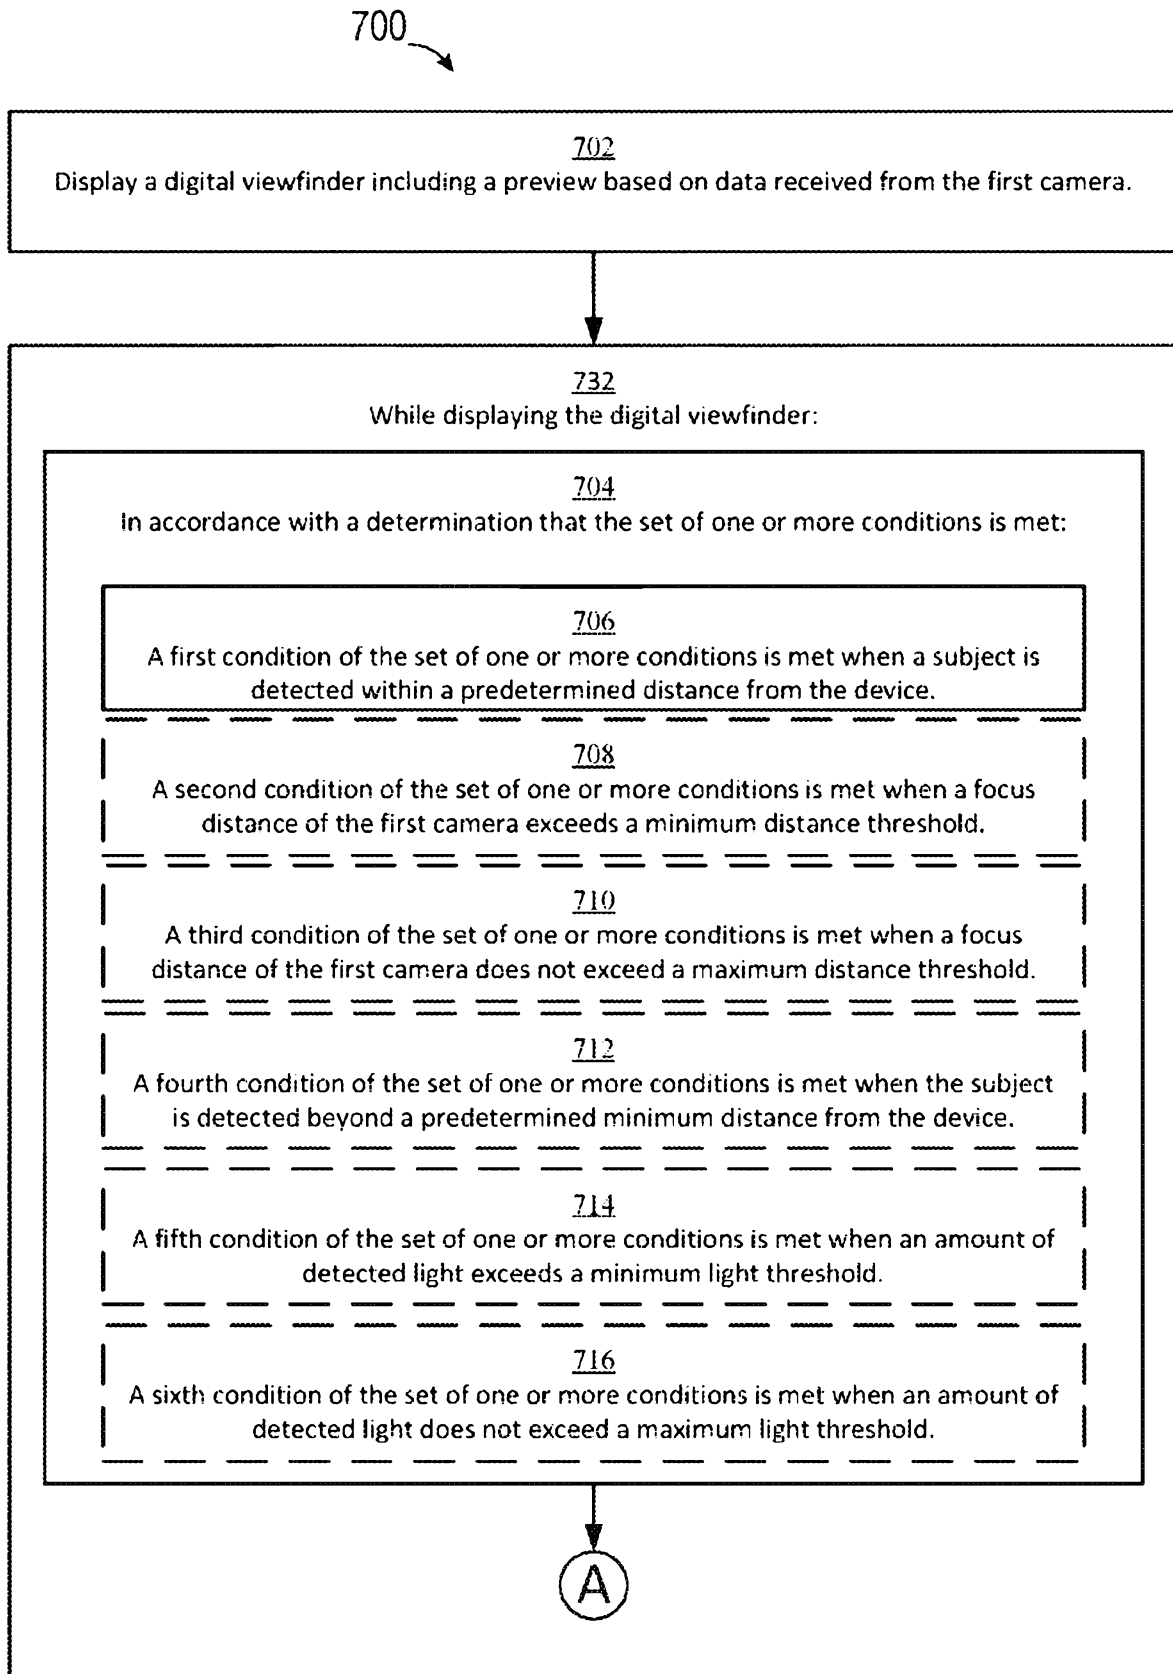 700
702
Display a digital viewfinder including a preview based on data received from the first camera.
732
While displaying the digital viewfinder:
704
In accordance with a determination that the set of one or more conditions is met:
706
A first condition of the set of one or more conditions is met when a subject is
detected within a predetermined distance from the device.
708
A second condition of the set of one or more conditions is met when a focus
distance of the first camera exceeds a minimum distance threshold.
710
A third condition of the set of one or more conditions is met when a focus
distance of the first camera does not exceed a maximum distance threshold.
712
A fourth condition of the set of one or more conditions is met when the subject
is detected beyond a predetermined minimum distance from the device.
714
A fifth condition of the set of one or more conditions is met when an amount of
detected light exceeds a minimum light threshold.
716
A sixth condition of the set of one or more conditions is met when an amount of
detected light does not exceed a maximum light threshold.
A